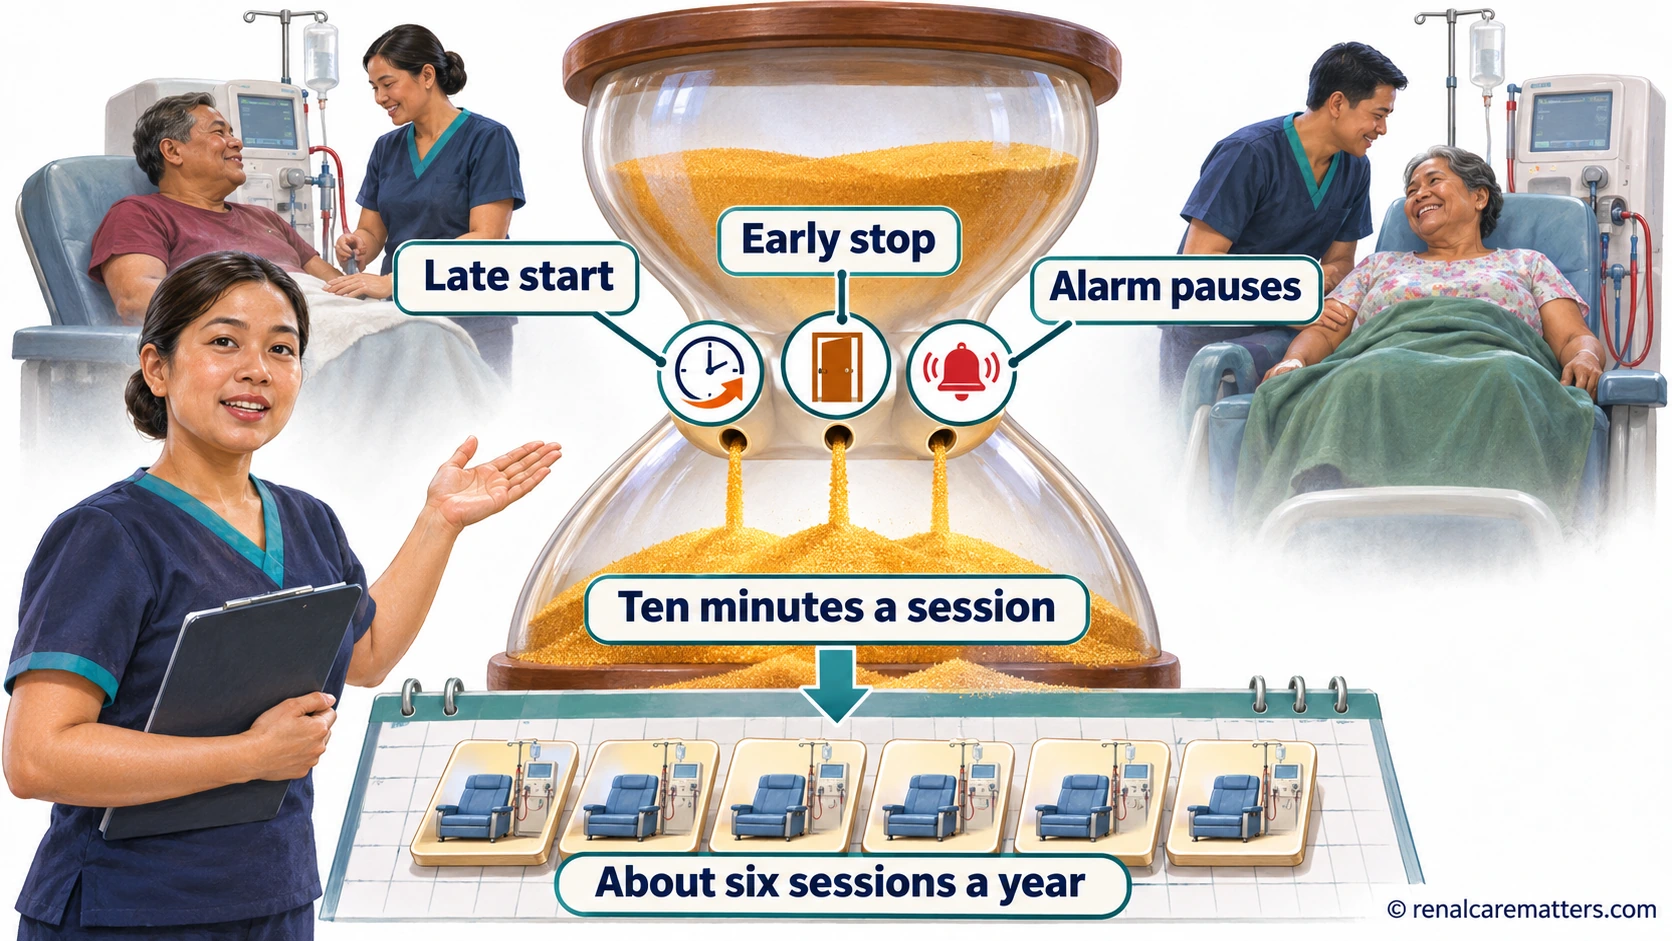 Late start
Early stop
Alarm pauses
Ten minutes a session
About six sessions a year
© renalcarematters.com